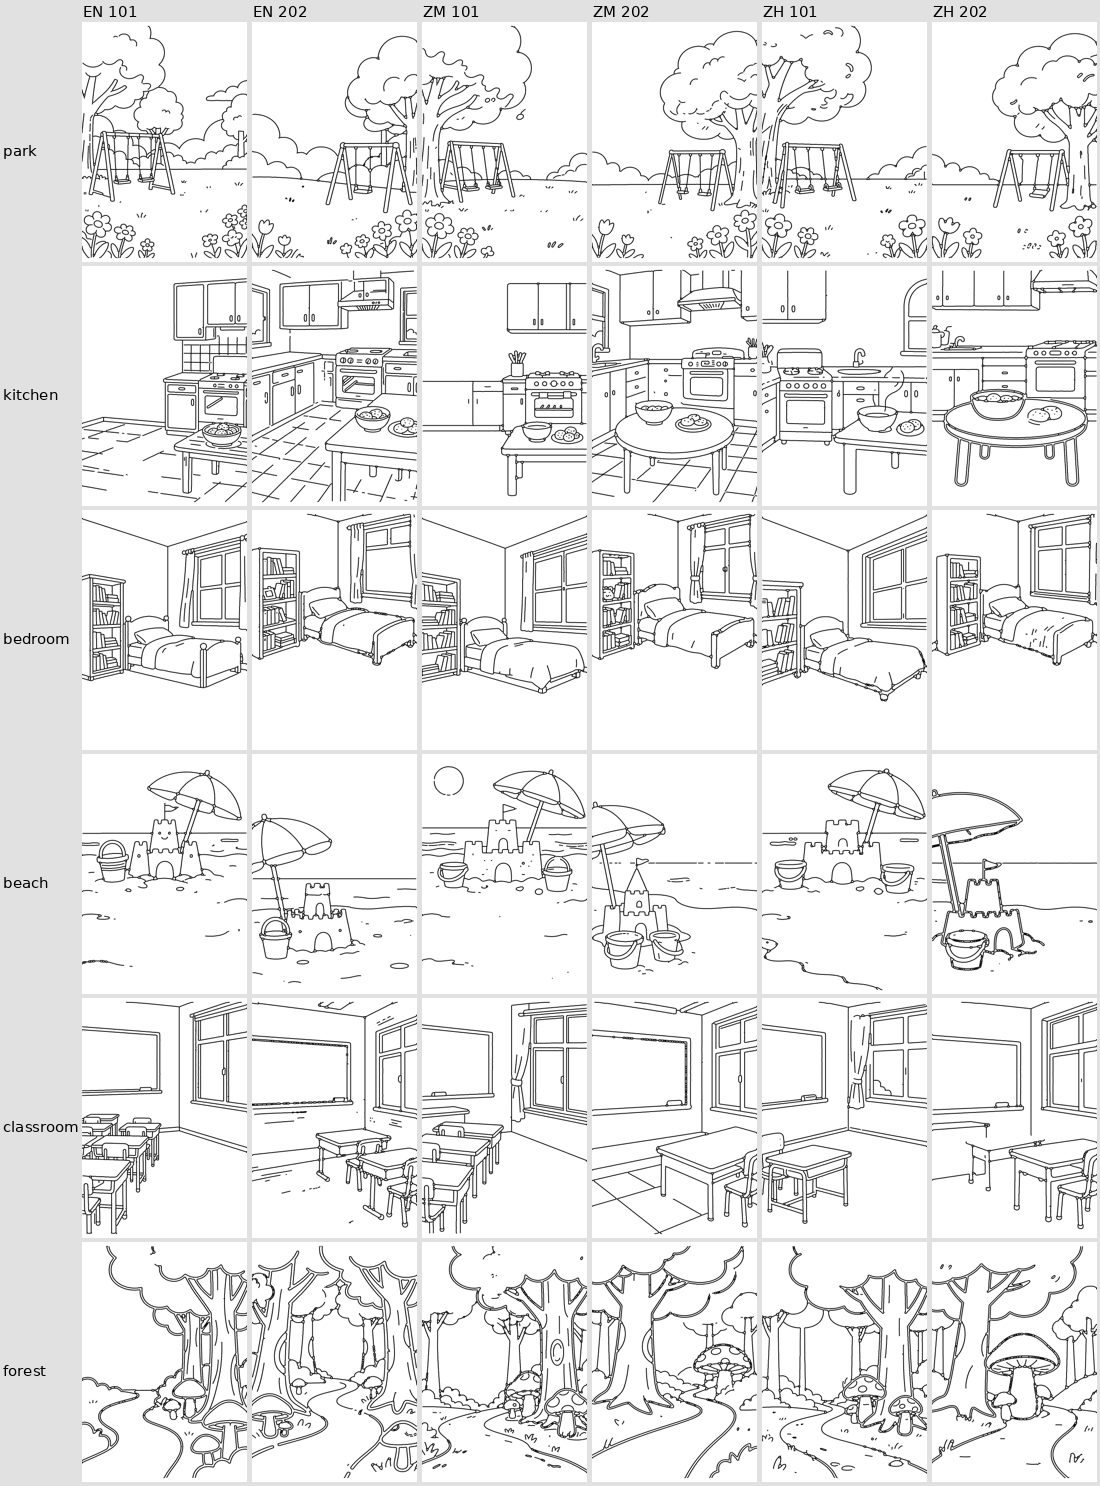 EN 101
EN 202
ZM 101
ZM 202
ZH 101
ZH 202
park
kitchen
bedroom
beach
classroom
forest